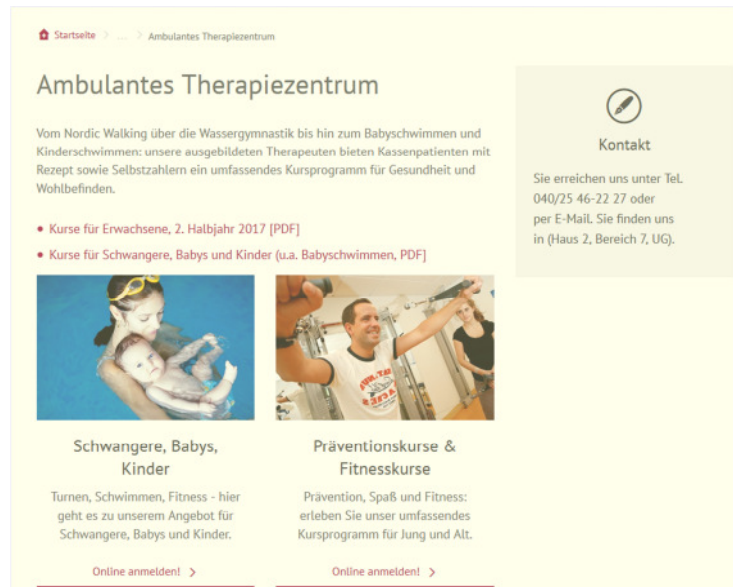 Startseite > ... > Ambulantes Therapiezentrum
Ambulantes Therapiezentrum
Vom Nordic Walking über die Wassergymnastik bis hin zum Babyschwimmen und
Kinderschwimmen: unsere ausgebildeten Therapeuten bieten Kassenpatienten mit
Rezept sowie Selbstzahlern ein umfassendes Kursprogramm für Gesundheit und
Wohlbefinden.
• Kurse für Erwachsene, 2. Halbjahr 2017 [PDF]
• Kurse für Schwangere, Babys und Kinder (u.a. Babyschwimmen, PDF]
Schwangere, Babys,
Kinder
Turnen, Schwimmen, Fitness - hier
geht es zu unserem Angebot für
Schwangere, Babys und Kinder.
Online anmelden! >
Präventionskurse &
Fitnesskurse
Prävention, Spaß und Fitness:
erleben Sie unser umfassendes
Kursprogramm für Jung und Alt.
Online anmelden! >
Kontakt
Sie erreichen uns unter Tel.
040/25 46-22 27 oder
per E-Mail. Sie finden uns
in (Haus 2, Bereich 7, UG).